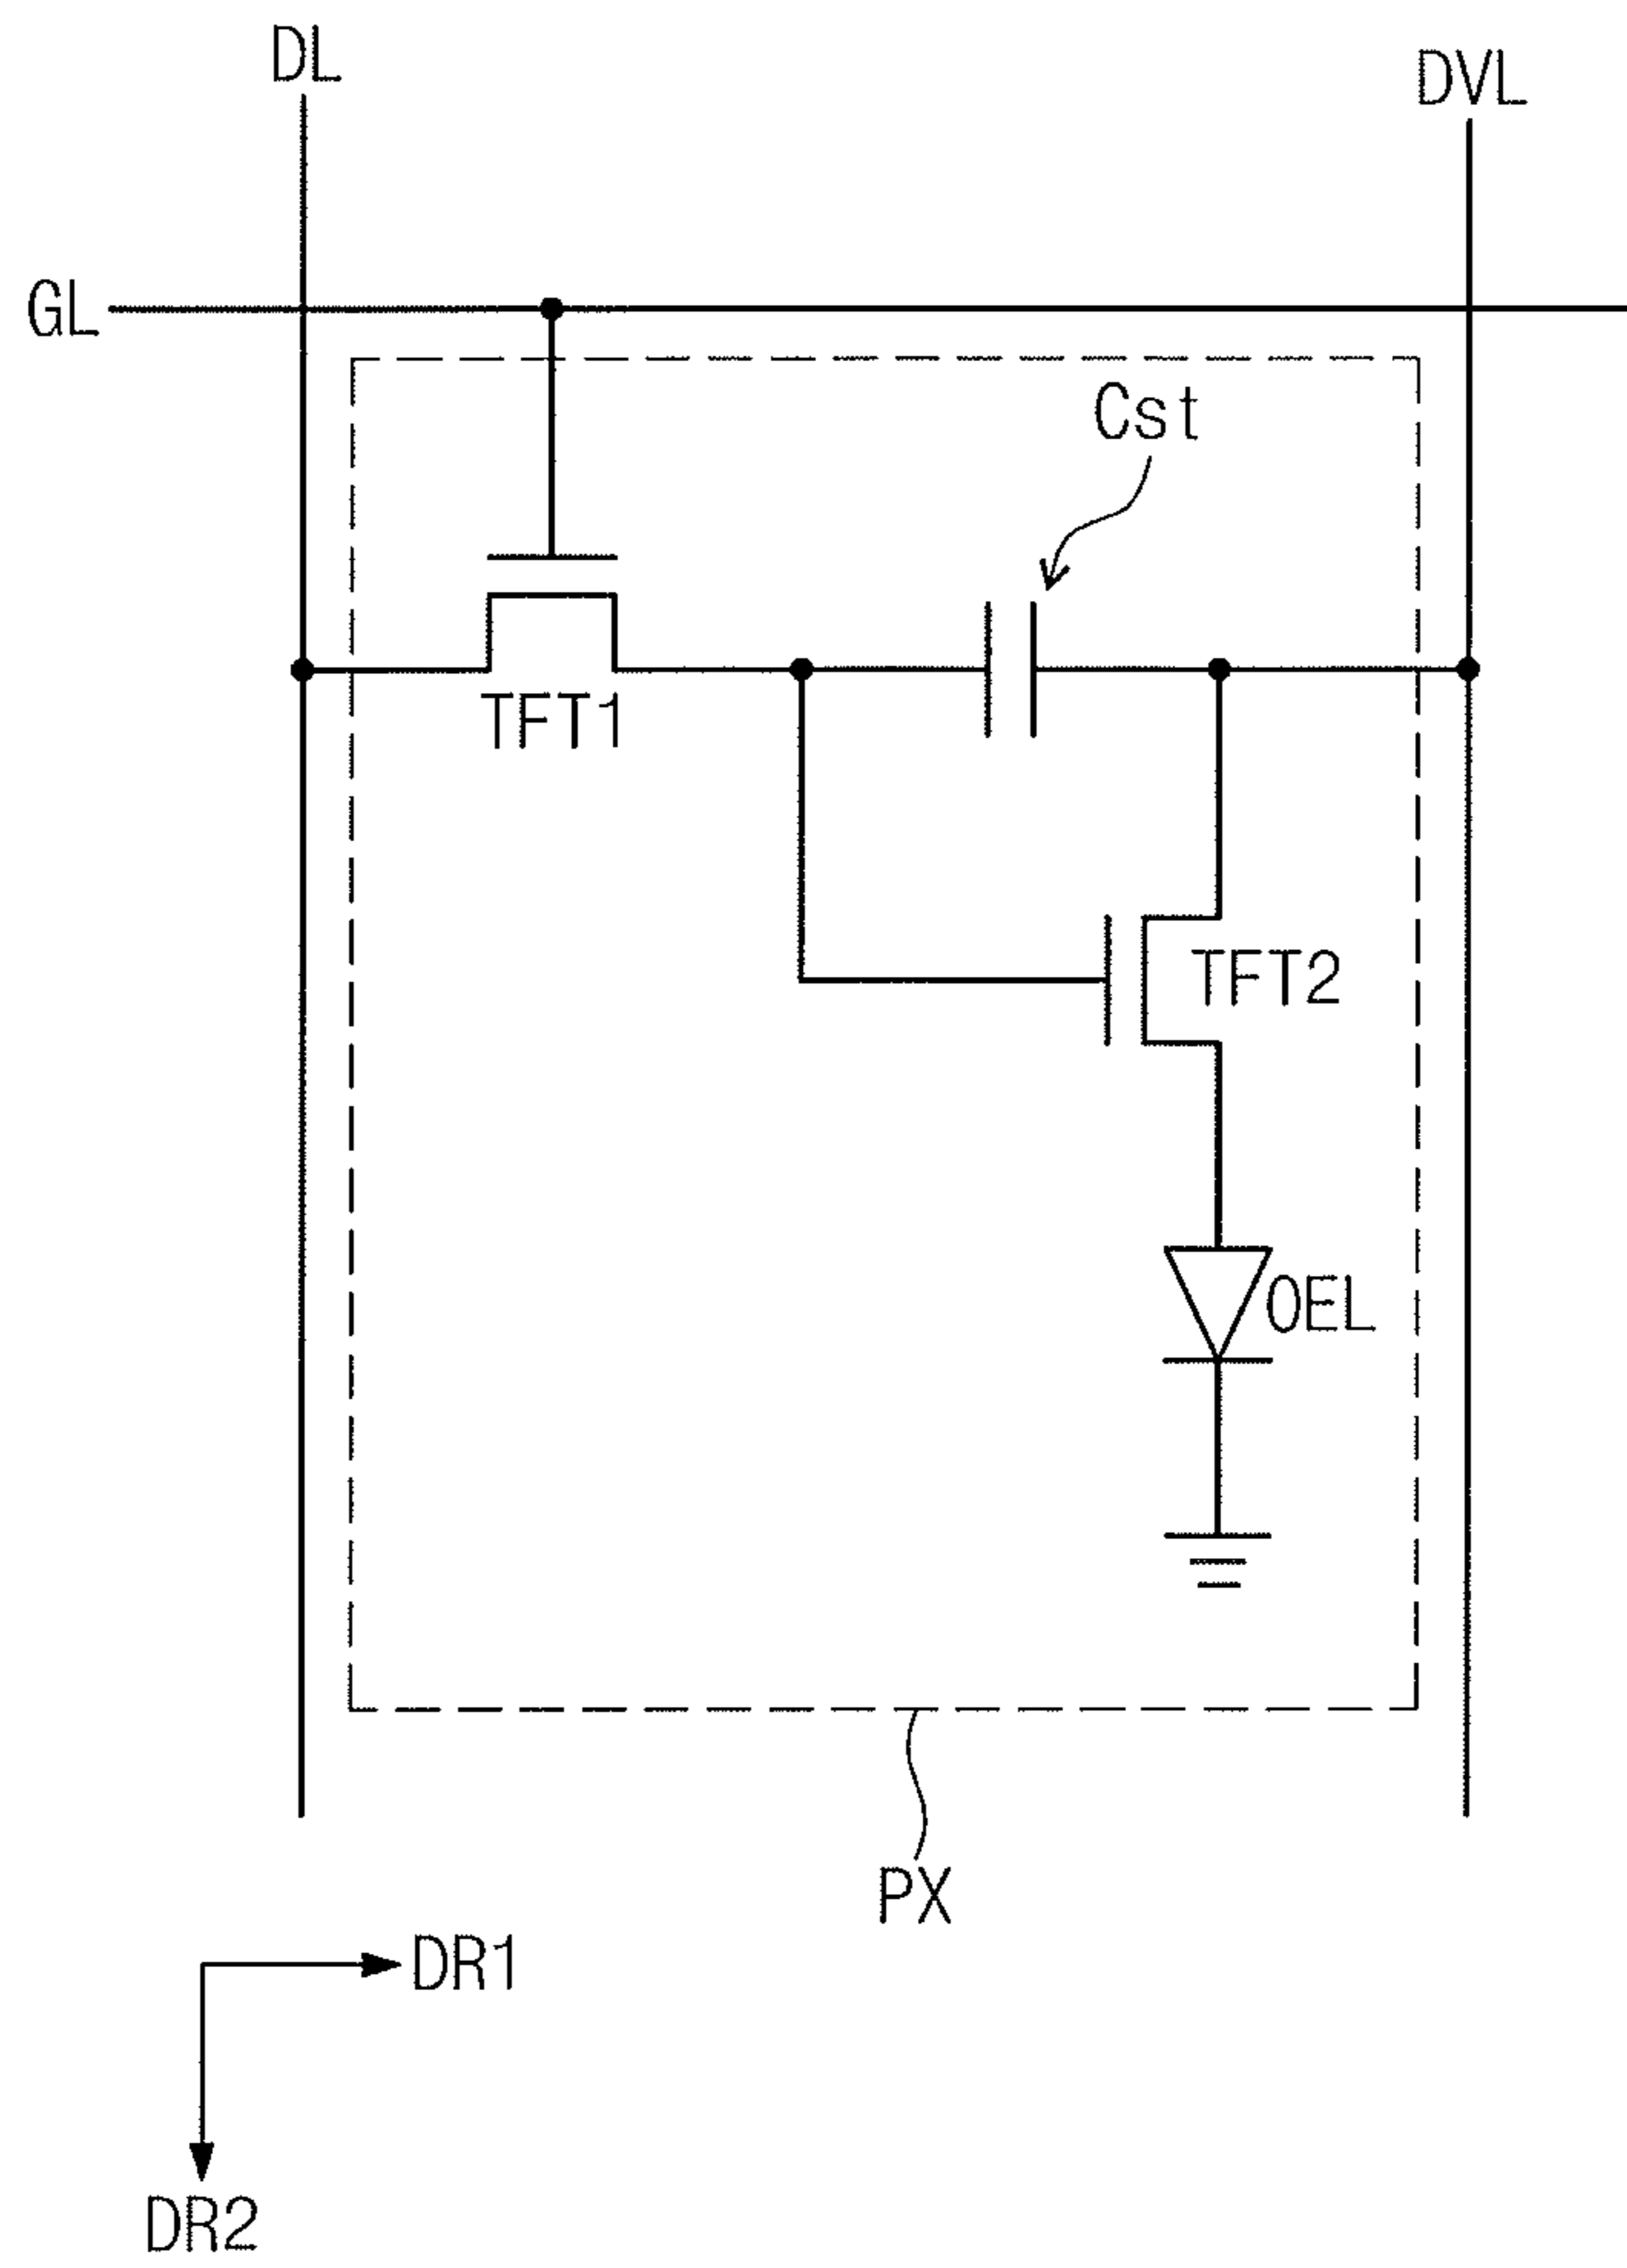 DL
DVL
GL
Cst
TFT1
TFT2
OEL
PX
DR1
DR2